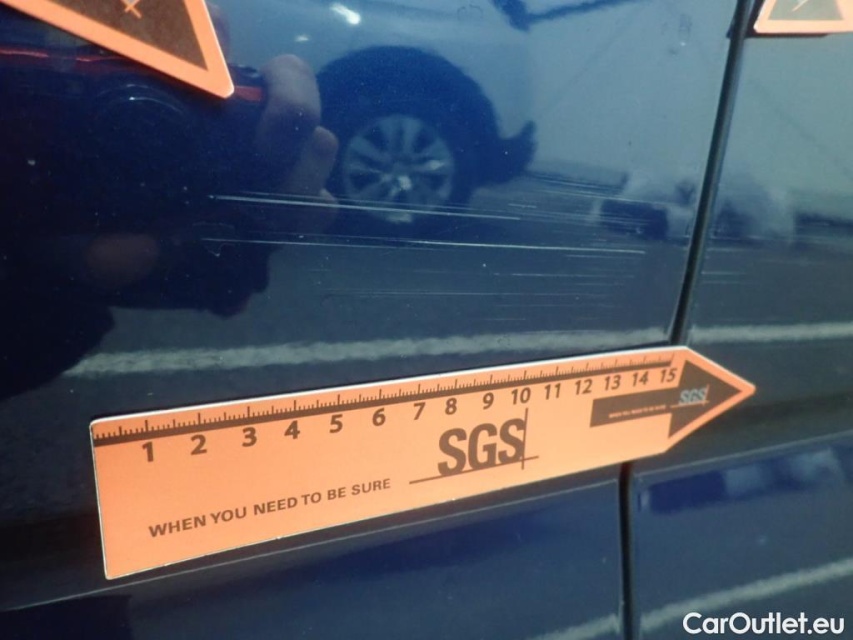 1 2 3 4 5 6 7 8 9 10 11 12 13 14 15
SGS
SGS
WHEN YOU NEED TO BE SURE
CarOutlet.eu